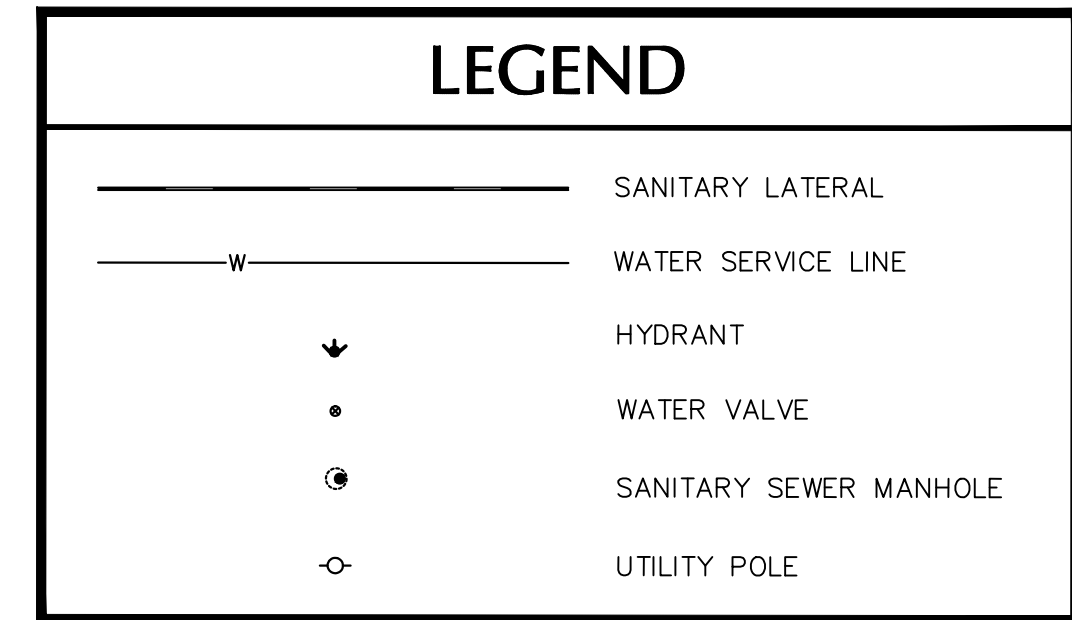 LEGEND
SANITARY LATERAL
W WATER SERVICE LINE
HYDRANT
WATER VALVE
SANITARY SEWER MANHOLE
UTILITY POLE